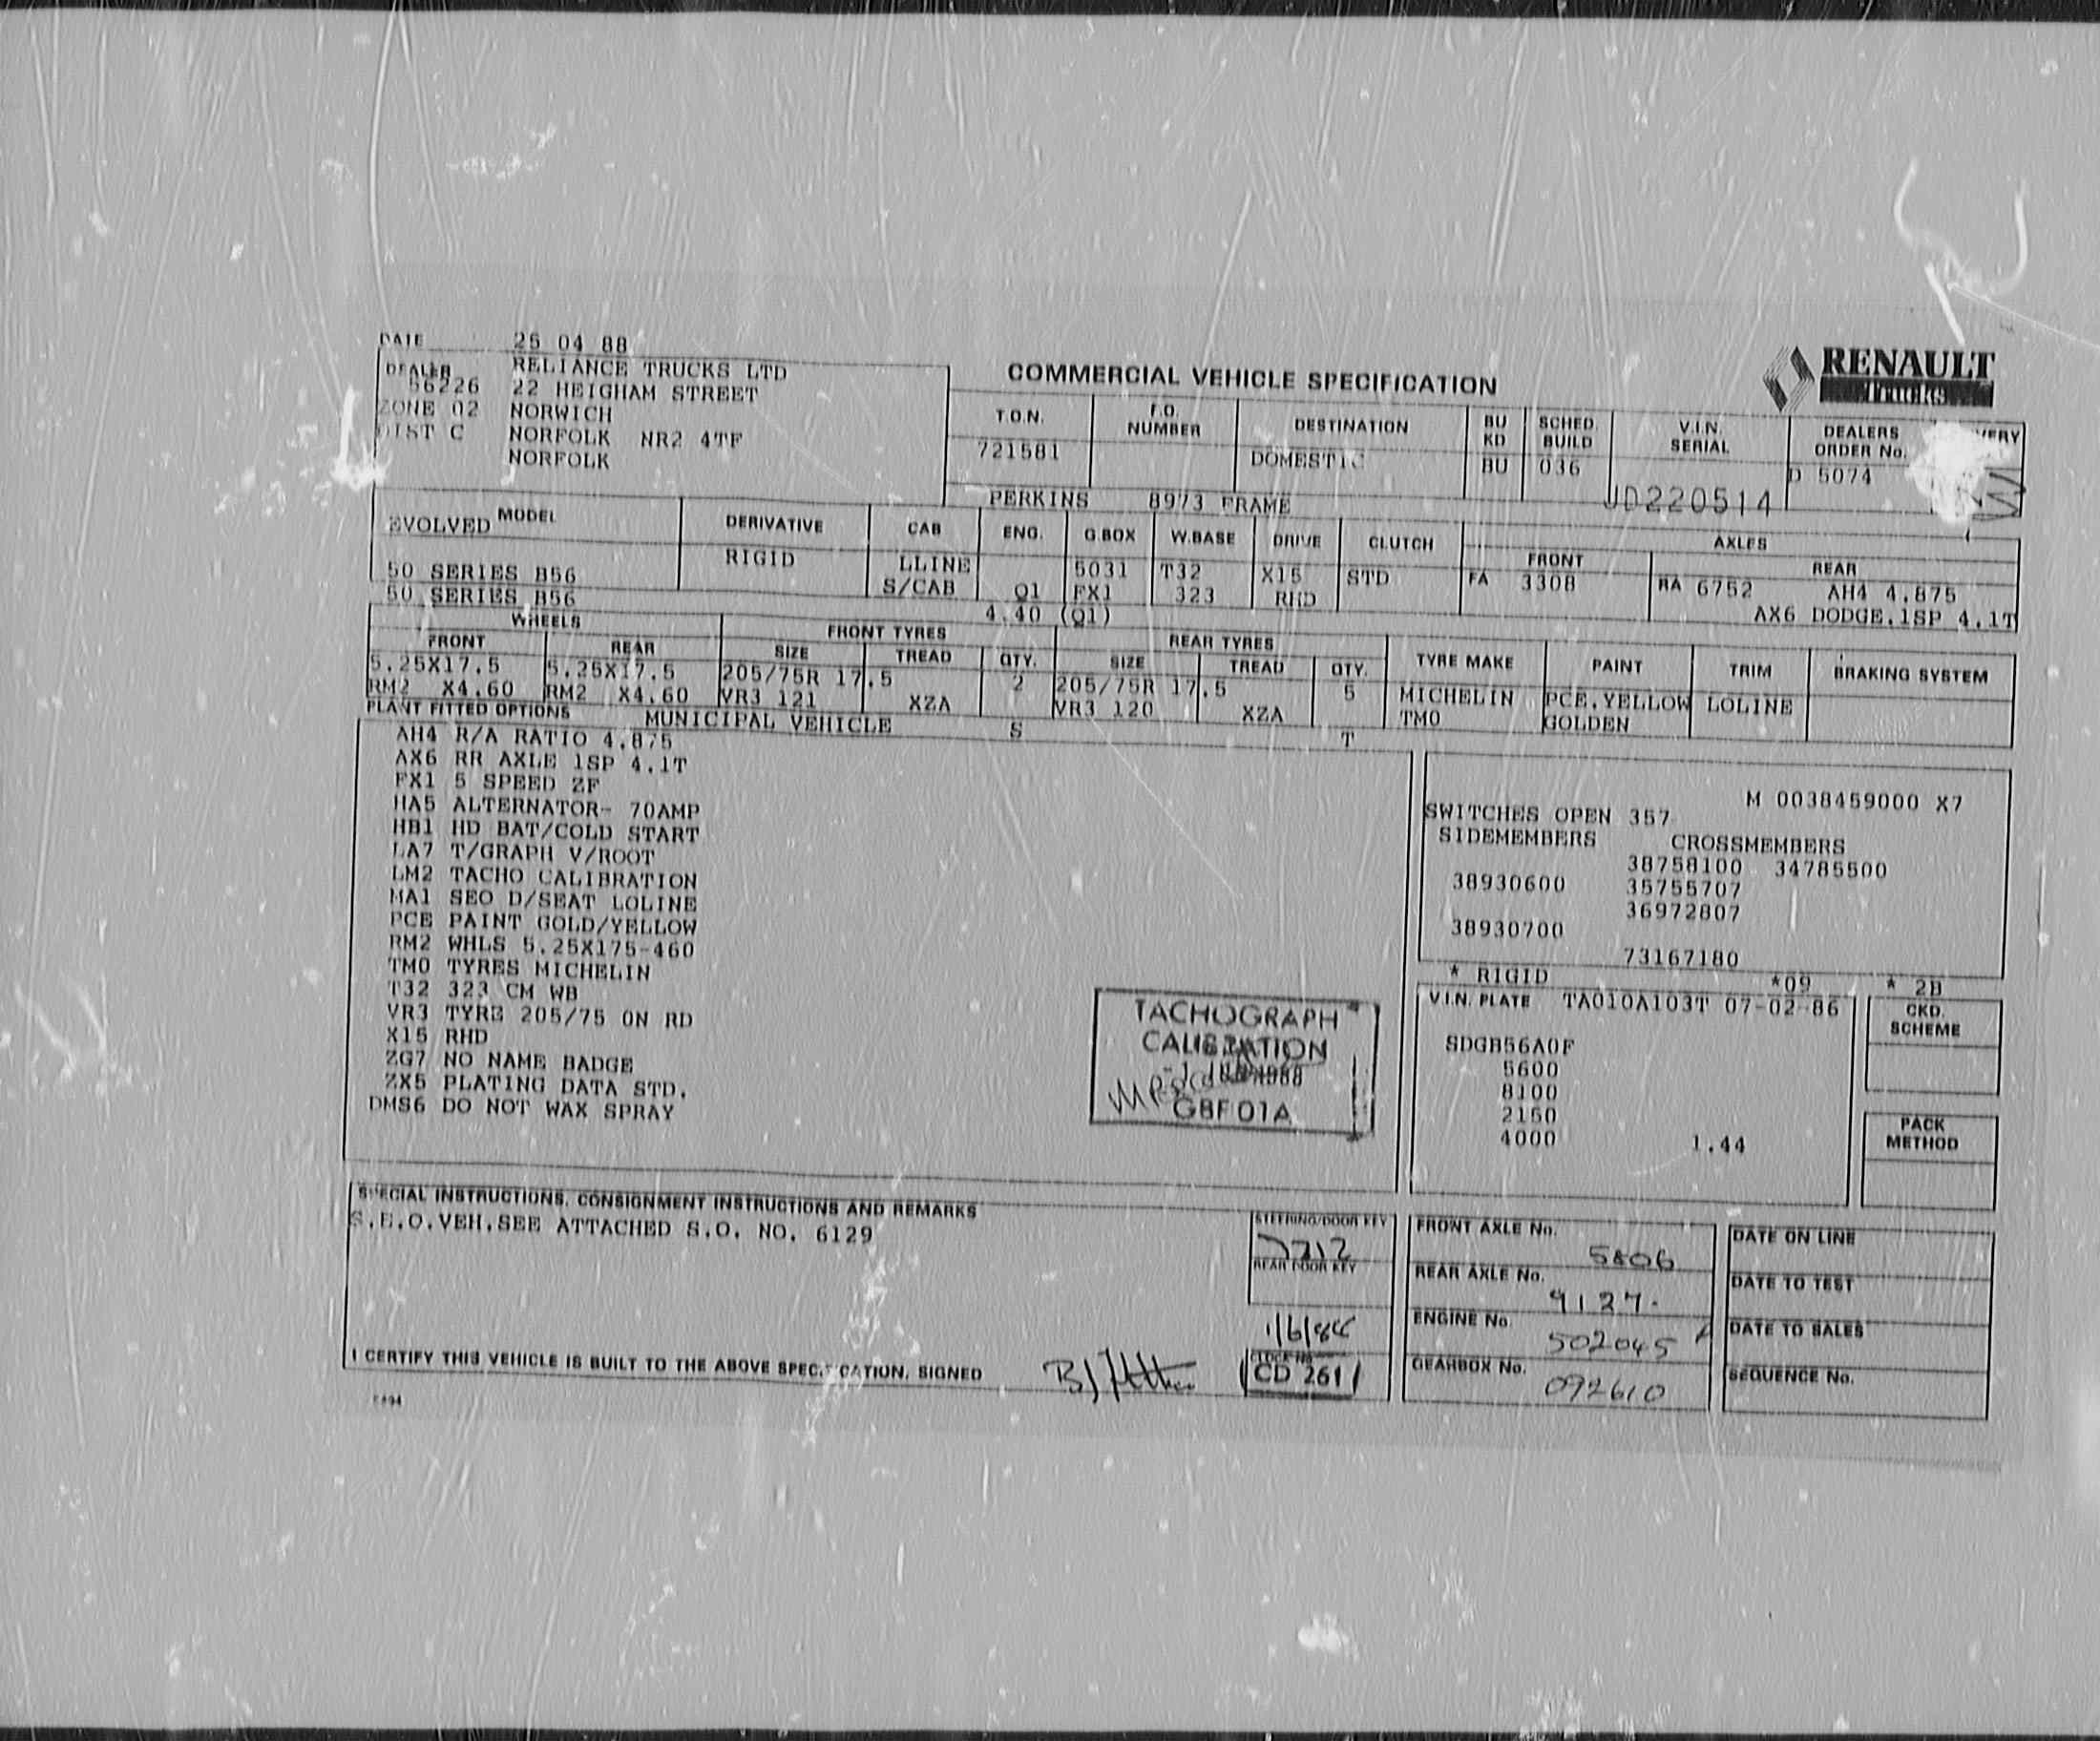 DATE 25 04 88
DEALER RELIANCE TRUCKS LTD
56226 22 HEIGHAM STREET
ZONE 02 NORWICH
DIST C NORFOLK NR2 4TF
NORFOLK
COMMERCIAL VEHICLE SPECIFICATION
RENAULT
Trucks
T.O.N. F.O. NUMBER DESTINATION BU KD SCHED. BUILD V.I.N. SERIAL DEALERS ORDER No.
721581 DOMESTIC BU 036 JD220514 D 5074
PERKINS 8973 FRAME
MODEL DERIVATIVE CAB ENG. G.BOX W.BASE DRIVE CLUTCH AXLES
FRONT REAR
EVOLVED
50 SERIES B56 RIGID LLINE 5031 T32 X15 STD FA 3308 RA 6752 AH4 4.875
50 SERIES B56 S/CAB Q1 FX1 323 RHD AX6 DODGE.1SP 4.1T
4.40 (Q1)
WHEELS FRONT TYRES REAR TYRES
FRONT REAR SIZE TREAD QTY. SIZE TREAD QTY. TYRE MAKE PAINT TRIM BRAKING SYSTEM
5.25X17.5 5.25X17.5 205/75R 17.5 2 205/75R 17.5 5 MICHELIN PCE.YELLOW LOLINE
RM2 X4.60 RM2 X4.60 VR3 121 XZA VR3 120 XZA TM0 GOLDEN
PLANT FITTED OPTIONS MUNICIPAL VEHICLE S T
AH4 R/A RATIO 4.875
AX6 RR AXLE 1SP 4.1T
FX1 5 SPEED ZF
HA5 ALTERNATOR- 70AMP
HB1 HD BAT/COLD START
LA7 T/GRAPH V/ROOT
LM2 TACHO CALIBRATION
MA1 SEO D/SEAT LOLINE
PCE PAINT GOLD/YELLOW
RM2 WHLS 5.25X175-460
TM0 TYRES MICHELIN
T32 323 CM WB
VR3 TYRE 205/75 ON RD
X15 RHD
ZG7 NO NAME BADGE
ZX5 PLATING DATA STD.
DMS6 DO NOT WAX SPRAY
TACHOGRAPH
CALIBRATION
-1 JUN 1988
GBF 01A
M 0038459000 X7
SWITCHES OPEN 357
SIDEMEMBERS CROSSMEMBERS
38758100 34785500
38930600 35755707
36972807
38930700
73167180
* RIGID *09 * 2B
V.I.N. PLATE TA010A103T 07-02-86
SDGB56A0F
5600
8100
2150
4000 1.44
CKD. SCHEME
PACK METHOD
SPECIAL INSTRUCTIONS, CONSIGNMENT INSTRUCTIONS AND REMARKS
S.E.O.VEH.SEE ATTACHED S.O. NO. 6129
STEERING/DOOR KEY
REAR DOOR KEY
CLOCK No
CD 261
I CERTIFY THIS VEHICLE IS BUILT TO THE ABOVE SPECIFICATION. SIGNED
FRONT AXLE No. 5806
REAR AXLE No. 9127.
ENGINE No. 502045
GEARBOX No. 092610
DATE ON LINE
DATE TO TEST
DATE TO SALES
SEQUENCE No.